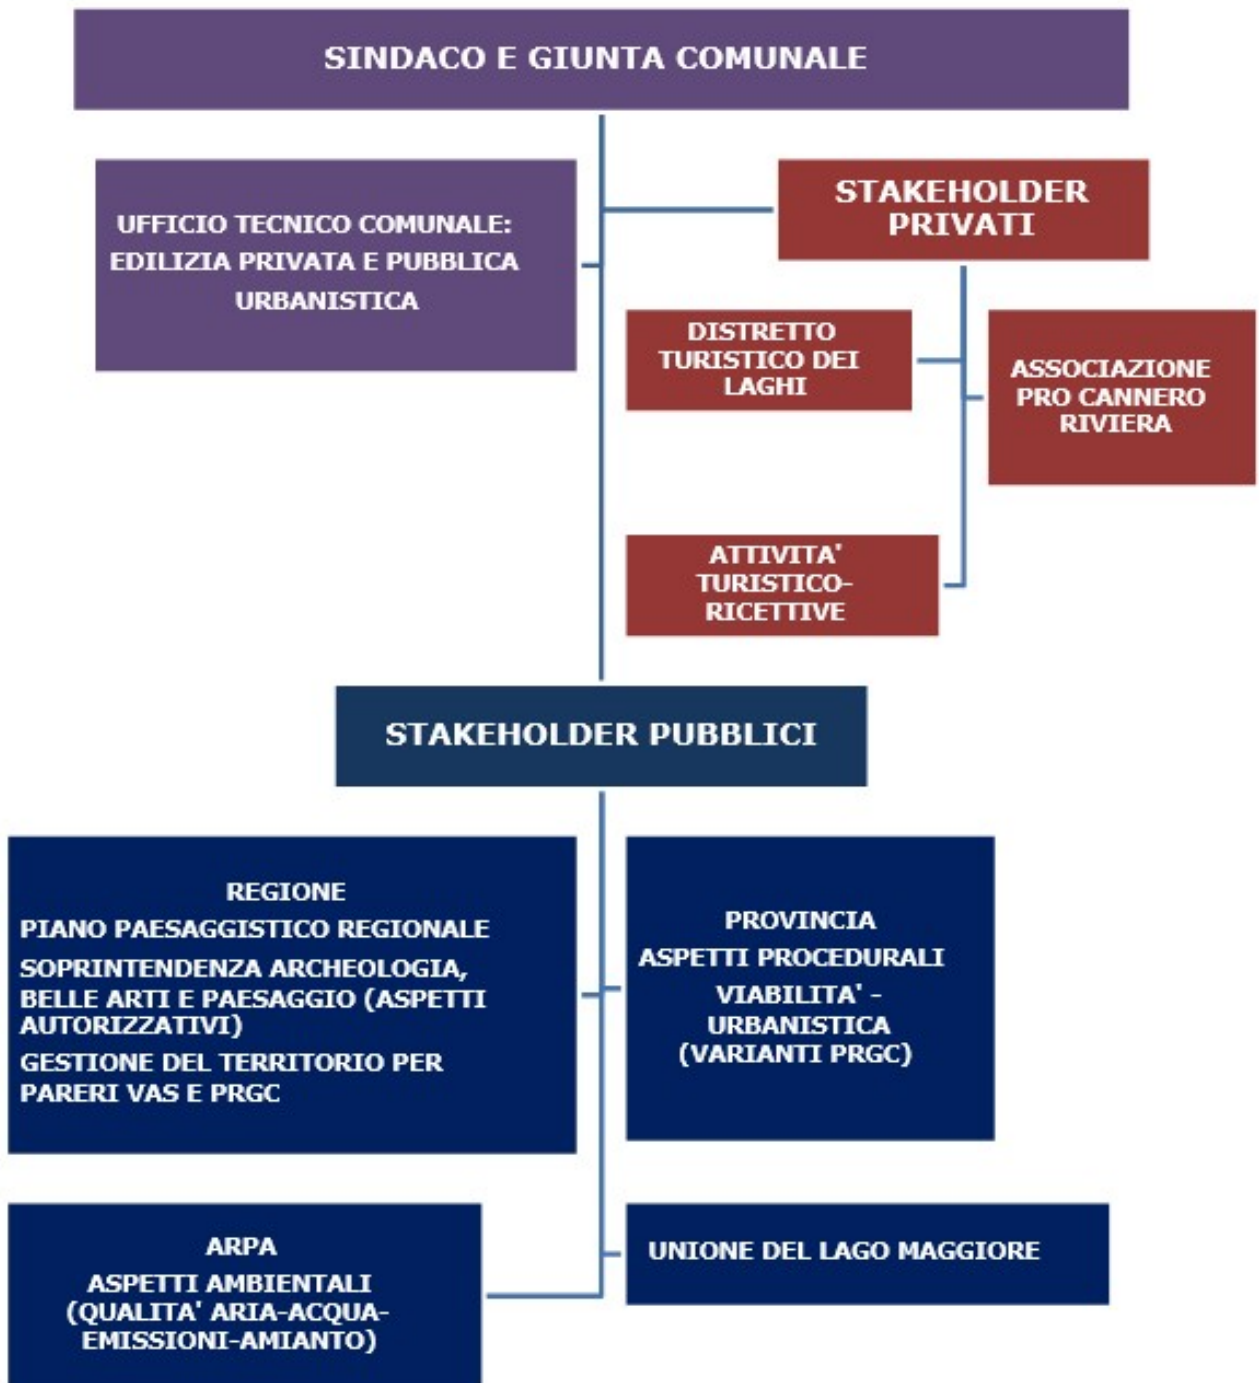 SINDACO E GIUNTA COMUNALE
UFFICIO TECNICO COMUNALE:
EDILIZIA PRIVATA E PUBBLICA
URBANISTICA
STAKEHOLDER
PRIVATI
DISTRETTO
TURISTICO DEI
LAGHI
ASSOCIAZIONE
PRO CANNERO
RIVIERA
ATTIVITA'
TURISTICO-
RICETTIVE
STAKEHOLDER PUBBLICI
REGIONE
PIANO PAESAGGISTICO REGIONALE
SOPRINTENDENZA ARCHEOLOGIA,
BELLE ARTI E PAESAGGIO (ASPETTI
AUTORIZZATIVI)
GESTIONE DEL TERRITORIO PER
PARERI VAS E PRGC
PROVINCIA
ASPETTI PROCEDURALI
VIABILITA' -
URBANISTICA
(VARIANTI PRGC)
ARPA
ASPETTI AMBIENTALI
(QUALITA' ARIA-ACQUA-
EMISSIONI-AMIANTO)
UNIONE DEL LAGO MAGGIORE